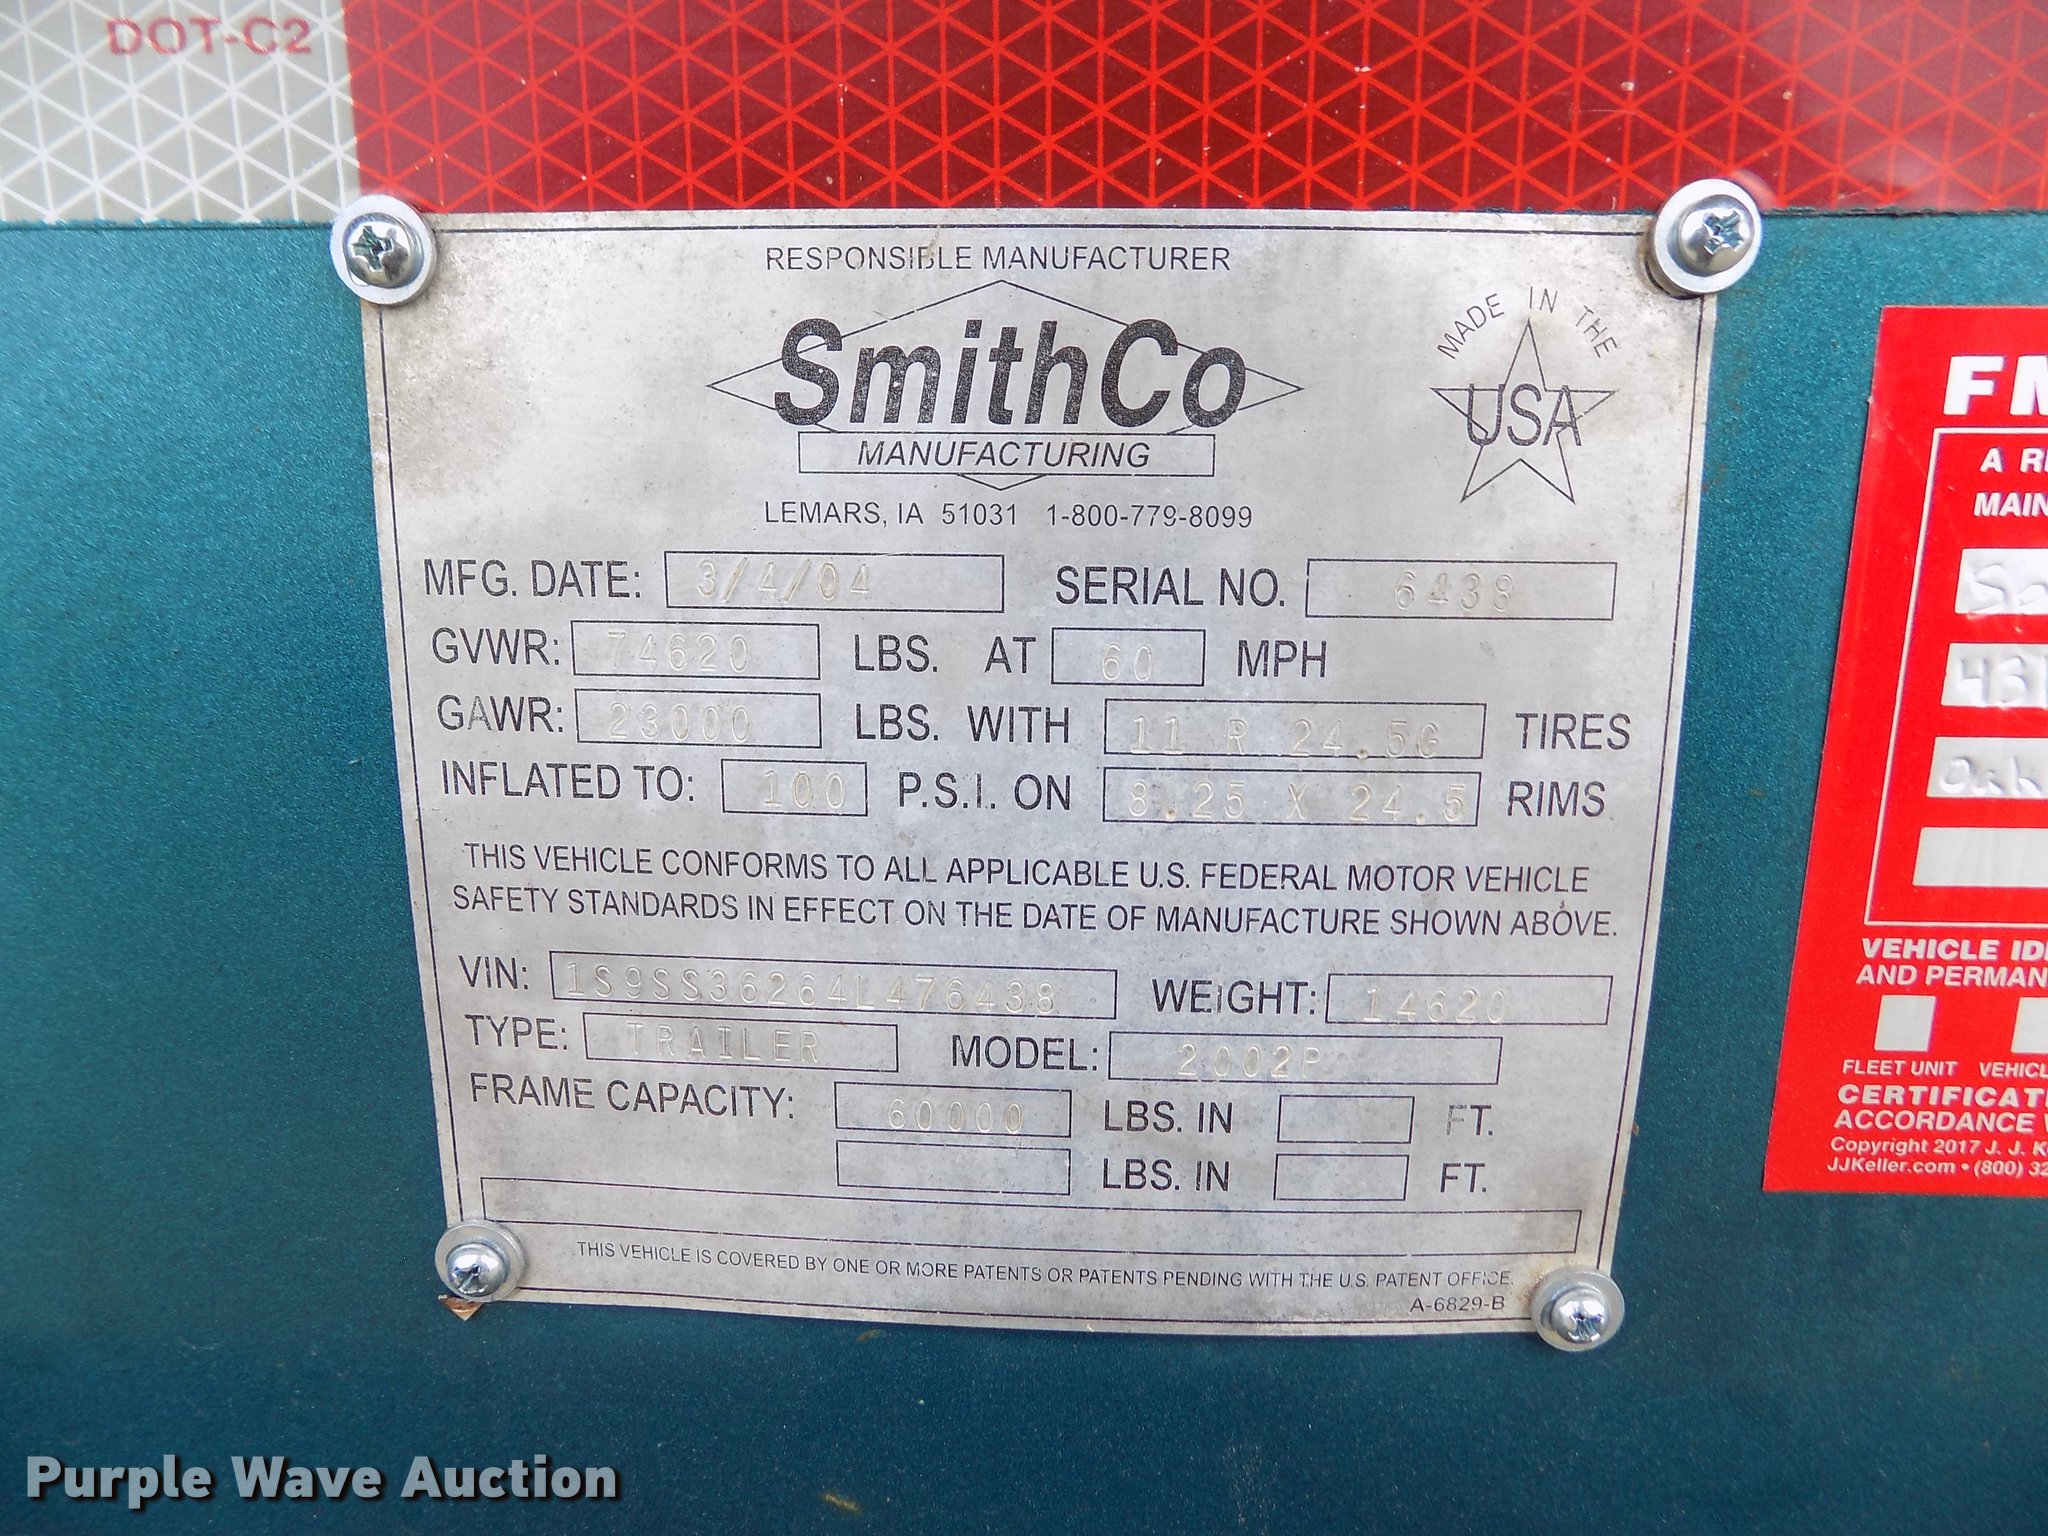 DOT-C2
RESPONSIBLE MANUFACTURER
SmithCo
MANUFACTURING
MADE IN THE
USA
LEMARS, IA 51031 1-800-779-8099
MFG. DATE: 3/4/04 SERIAL NO. 6438
GVWR: 74620 LBS. AT 60 MPH
GAWR: 23000 LBS. WITH 11 R 24.5G TIRES
INFLATED TO: 100 P.S.I. ON 8.25 X 24.5 RIMS
THIS VEHICLE CONFORMS TO ALL APPLICABLE U.S. FEDERAL MOTOR VEHICLE
SAFETY STANDARDS IN EFFECT ON THE DATE OF MANUFACTURE SHOWN ABOVE.
VIN: 1S9SS36264L476438 WEIGHT: 14620
TYPE: TRAILER MODEL: 2002P
FRAME CAPACITY: 60000 LBS. IN FT.
LBS. IN FT.
THIS VEHICLE IS COVERED BY ONE OR MORE PATENTS OR PATENTS PENDING WITH THE U.S. PATENT OFFICE.
A-6829-B
FM
A R
MAIN
VEHICLE ID
AND PERMAN
FLEET UNIT VEHICL
CERTIFICAT
ACCORDANCE
Copyright 2017 J. J. K
JJKeller.com • (800) 32
Purple Wave Auction